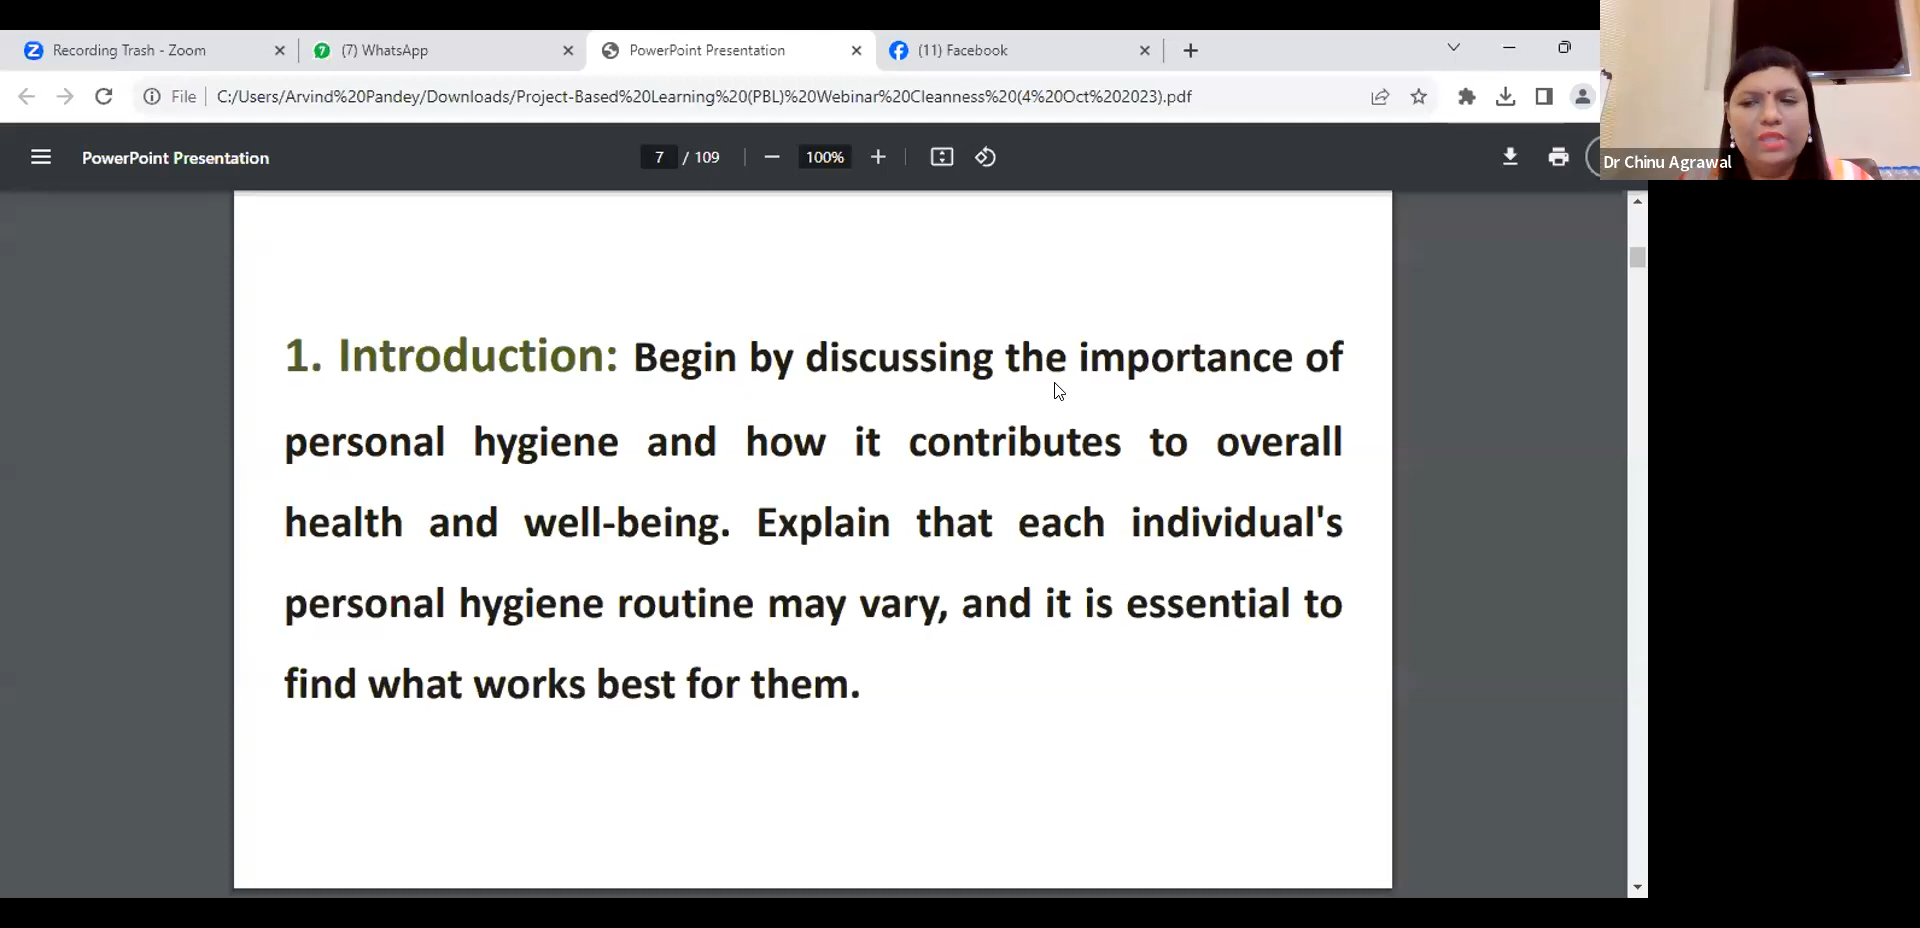 Recording Trash - Zoom
(7) WhatsApp
PowerPoint Presentation
(11) Facebook
File
C:/Users/Arvind%20Pandey/Downloads/Project-Based%20Learning%20(PBL)%20Webinar%20Cleanness%20(4%20Oct%202023).pdf
PowerPoint Presentation
7 / 109
100%
Dr Chinu Agrawal
1. Introduction: Begin by discussing the importance of
personal hygiene and how it contributes to overall
health and well-being. Explain that each individual's
personal hygiene routine may vary, and it is essential to
find what works best for them.